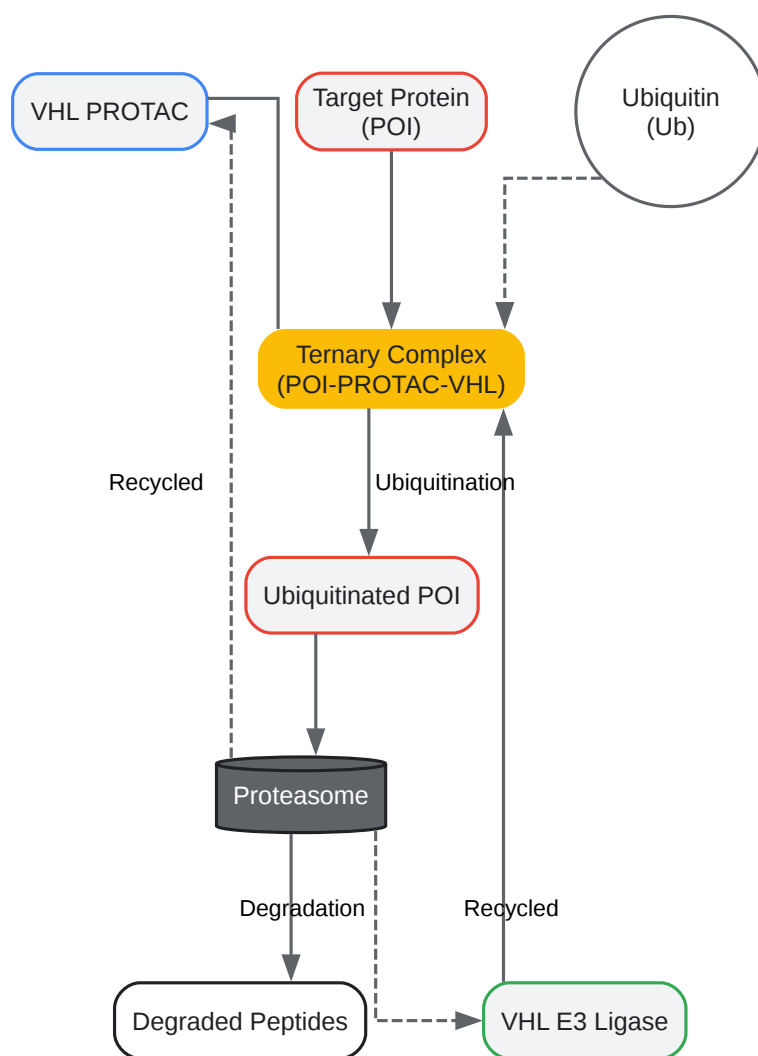 VHL PROTAC
Target Protein
(POI)
Ubiquitin
(Ub)
Ternary Complex
(POI-PROTAC-VHL)
Recycled
Ubiquitination
Ubiquitinated POI
Proteasome
Degradation
Recycled
Degraded Peptides
VHL E3 Ligase